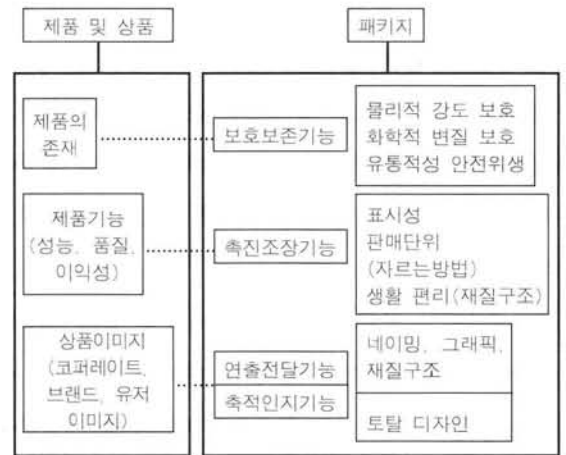 제품 및 상품
패키지
제품의
존재
보호보존기능
물리적 강도 보호
화학적 변질 보호
유통적성 안전위생
제품기능
(성능, 품질,
이익성)
촉진조장기능
표시성
판매단위
(자르는방법)
생활 편리(재질구조)
상품이미지
(코퍼레이트,
브랜드, 유저
이미지)
연출전달기능
축적인지기능
네이밍, 그래픽,
재질구조
토탈 디자인